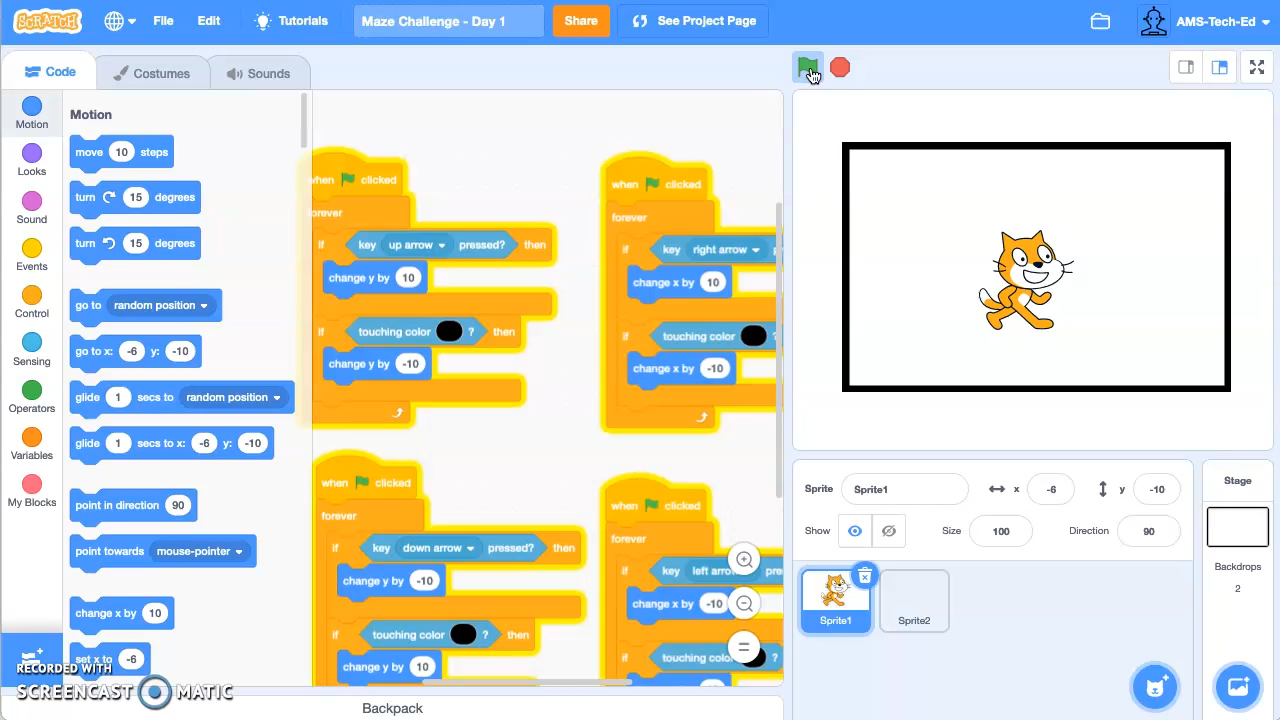 SCRATCH
File
Edit
Tutorials
Maze Challenge - Day 1
Share
See Project Page
AMS-Tech-Ed
Code
Costumes
Sounds
Motion
Looks
Sound
Events
Control
Sensing
Operators
Variables
My Blocks
Motion
move 10 steps
turn 15 degrees
turn 15 degrees
go to random position
go to x: -6 y: -10
glide 1 secs to random position
glide 1 secs to x: -6 y: -10
point in direction 90
point towards mouse-pointer
change x by 10
set x to -6
when clicked
forever
if key up arrow pressed? then
change y by 10
if touching color ? then
change y by -10
when clicked
forever
if key right arrow
change x by 10
if touching color ?
change x by -10
when clicked
forever
if key down arrow pressed? then
change y by -10
if touching color ? then
change y by 10
when clicked
forever
if key left
change x by -10
if touching
Sprite Sprite1 x -6 y -10
Show Size 100 Direction 90
Sprite1
Sprite2
Stage
Backdrops
2
Backpack
RECORDED WITH
SCREENCAST MATIC